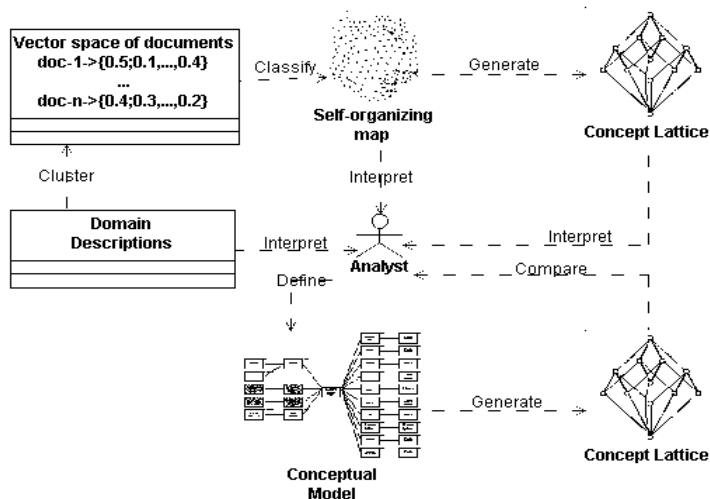 Vector space of documents
doc-1->{0.5;0.1,...,0.4}
...
doc-n->{0.4;0.3,...,0.2}
Classify
Self-organizing
map
Generate
Concept Lattice
Cluster
Interpret
Domain
Descriptions
Interpret
Analyst
Interpret
Compare
Define
Conceptual
Model
Generate
Concept Lattice